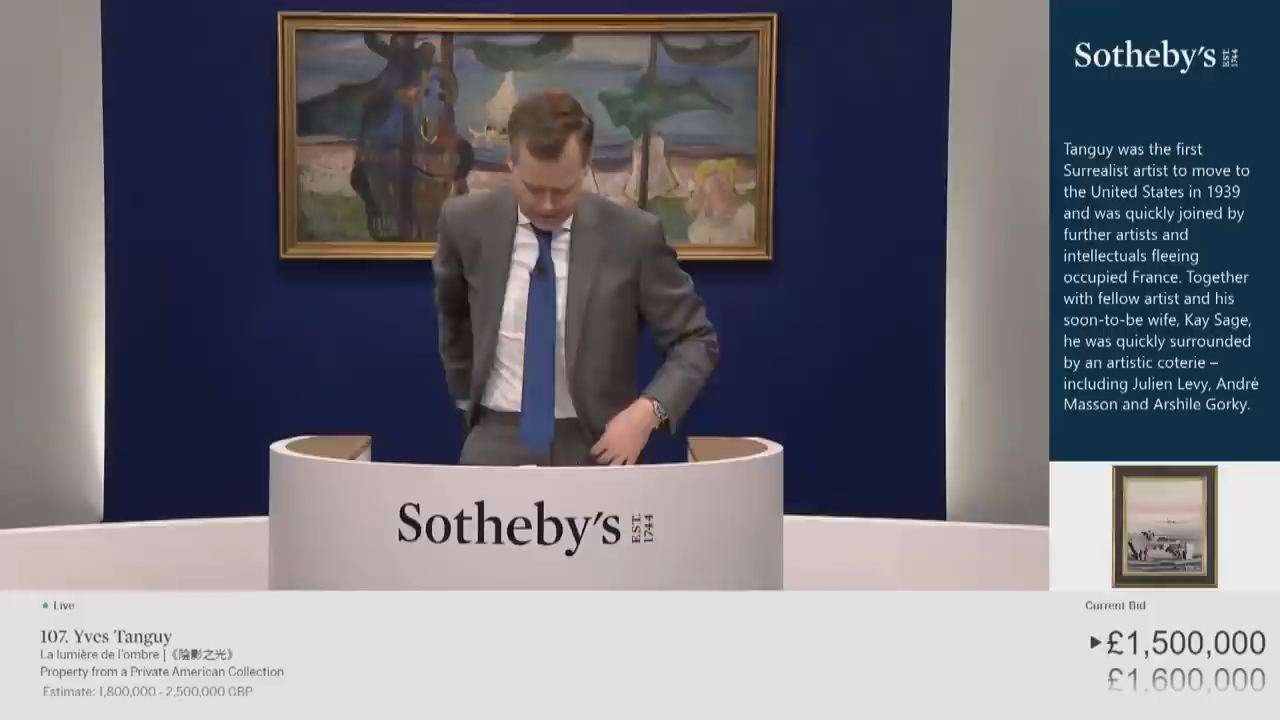 Sotheby's EST. 1744
Tanguy was the first
Surrealist artist to move to
the United States in 1939
and was quickly joined by
further artists and
intellectuals fleeing
occupied France. Together
with fellow artist and his
soon-to-be wife, Kay Sage,
he was quickly surrounded
by an artistic coterie –
including Julien Levy, André
Masson and Arshile Gorky.
Sotheby's EST. 1744
Live
107. Yves Tanguy
La lumière de l'ombre |《陰影之光》
Property from a Private American Collection
Estimate: 1,800,000 - 2,500,000 GBP
Current Bid
£1,500,000
£1,600,000